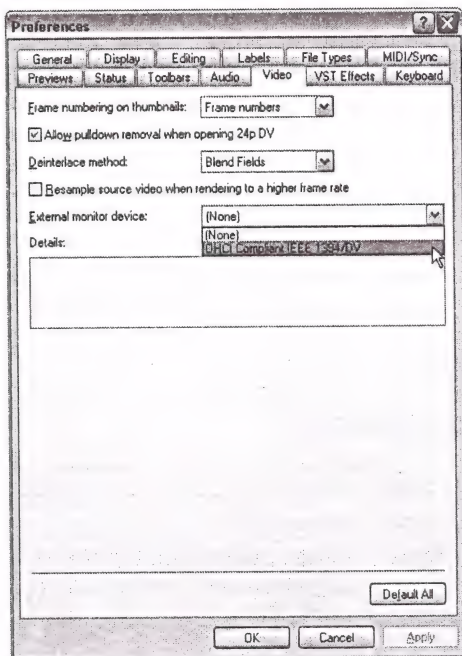 Preferences
General Display Editing Labels File Types MIDI/Sync
Previews Status Toolbars Audio Video VST Effects Keyboard
Frame numbering on thumbnails: Frame numbers
Allow pulldown removal when opening 24p DV
Deinterlace method: Blend Fields
Resample source video when rendering to a higher frame rate
External monitor device: (None)
(None)
Details: OHCI Compliant IEEE 1394/DV
Default All
OK Cancel Apply